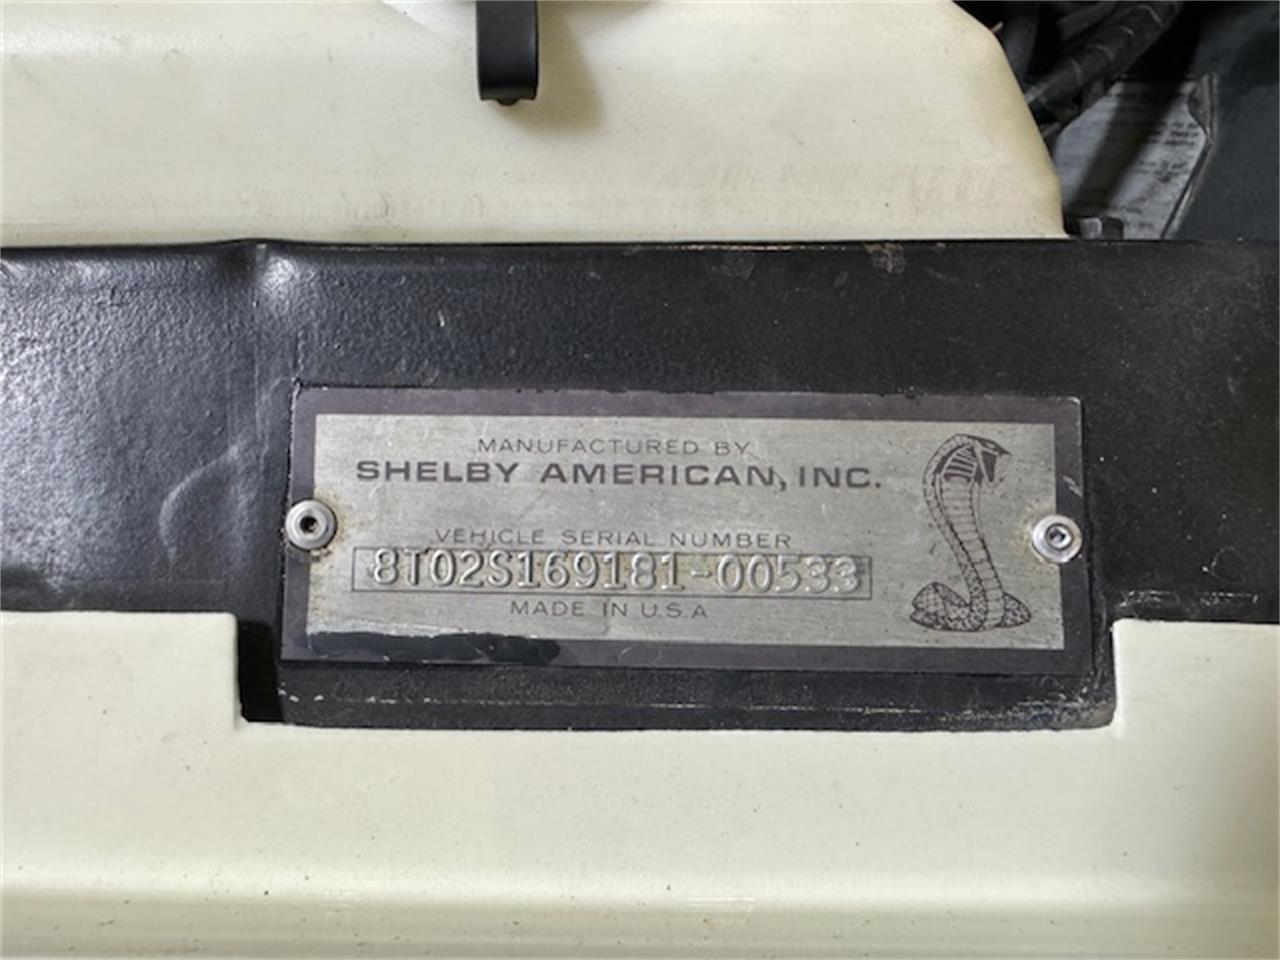 MANUFACTURED BY
SHELBY AMERICAN, INC.
VEHICLE SERIAL NUMBER
8T02S169181-00533
MADE IN U.S.A